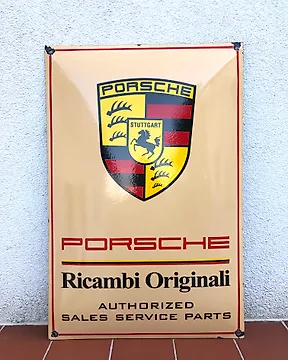 PORSCHE
STUTTGART
PORSCHE
Ricambi Originali
AUTHORIZED
SALES SERVICE PARTS